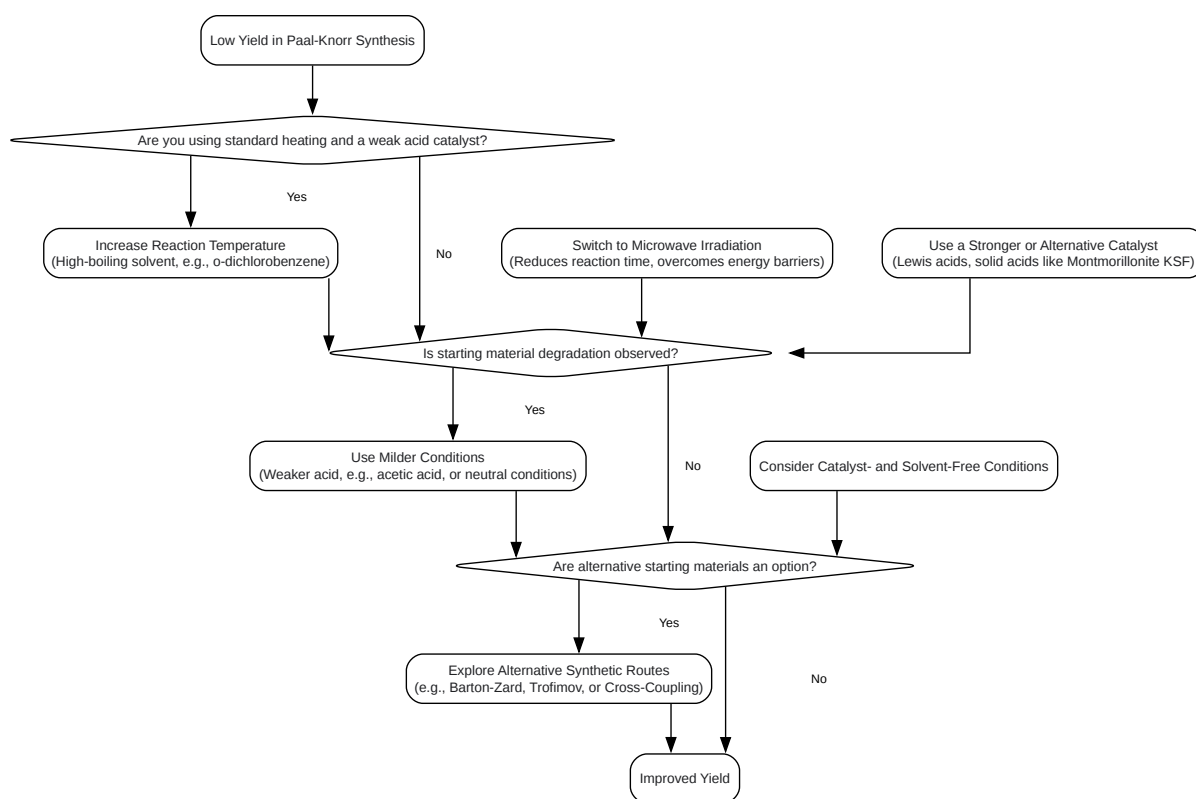 Low Yield in Paal-Knorr Synthesis
Are you using standard heating and a weak acid catalyst?
Yes
Increase Reaction Temperature
(High-boiling solvent, e.g., o-dichlorobenzene)
No
Switch to Microwave Irradiation
(Reduces reaction time, overcomes energy barriers)
Use a Stronger or Alternative Catalyst
(Lewis acids, solid acids like Montmorillonite KSF)
Is starting material degradation observed?
Yes
Use Milder Conditions
(Weaker acid, e.g., acetic acid, or neutral conditions)
No
Consider Catalyst- and Solvent-Free Conditions
Are alternative starting materials an option?
Yes
Explore Alternative Synthetic Routes
(e.g., Barton-Zard, Trofimov, or Cross-Coupling)
No
Improved Yield